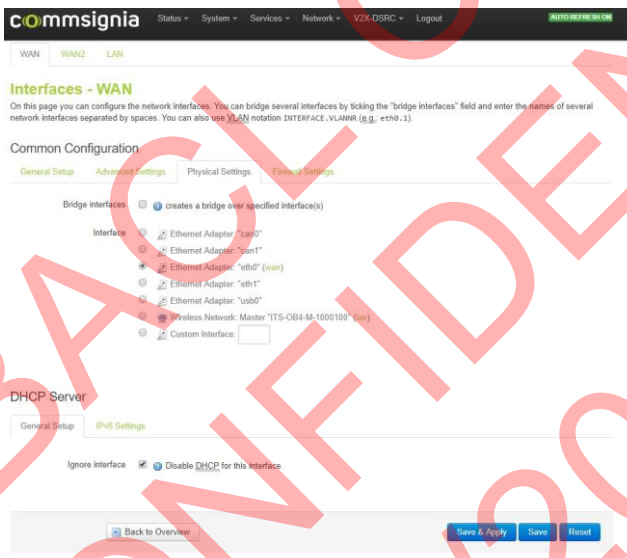 commsignia Status System Services Network V2X-DSRC Logout AUTO REFRESH ON
WAN WAN2 LAN
Interfaces - WAN
On this page you can configure the network interfaces. You can bridge several interfaces by ticking the "bridge interfaces" field and enter the names of several
network interfaces separated by spaces. You can also use VLAN notation INTERFACE.VLANNR (e.g.: eth0.1).
Common Configuration
General Setup Advanced Settings Physical Settings Firewall Settings
Bridge interfaces creates a bridge over specified interface(s)
Interface Ethernet Adapter: "can0"
Ethernet Adapter: "can1"
Ethernet Adapter: "eth0" (wan)
Ethernet Adapter: "eth1"
Ethernet Adapter: "usb0"
Wireless Network: Master "ITS-OB4-M-1000100" (lan)
Custom Interface:
DHCP Server
General Setup IPv6 Settings
Ignore interface Disable DHCP for this interface.
Back to Overview Save & Apply Save Reset